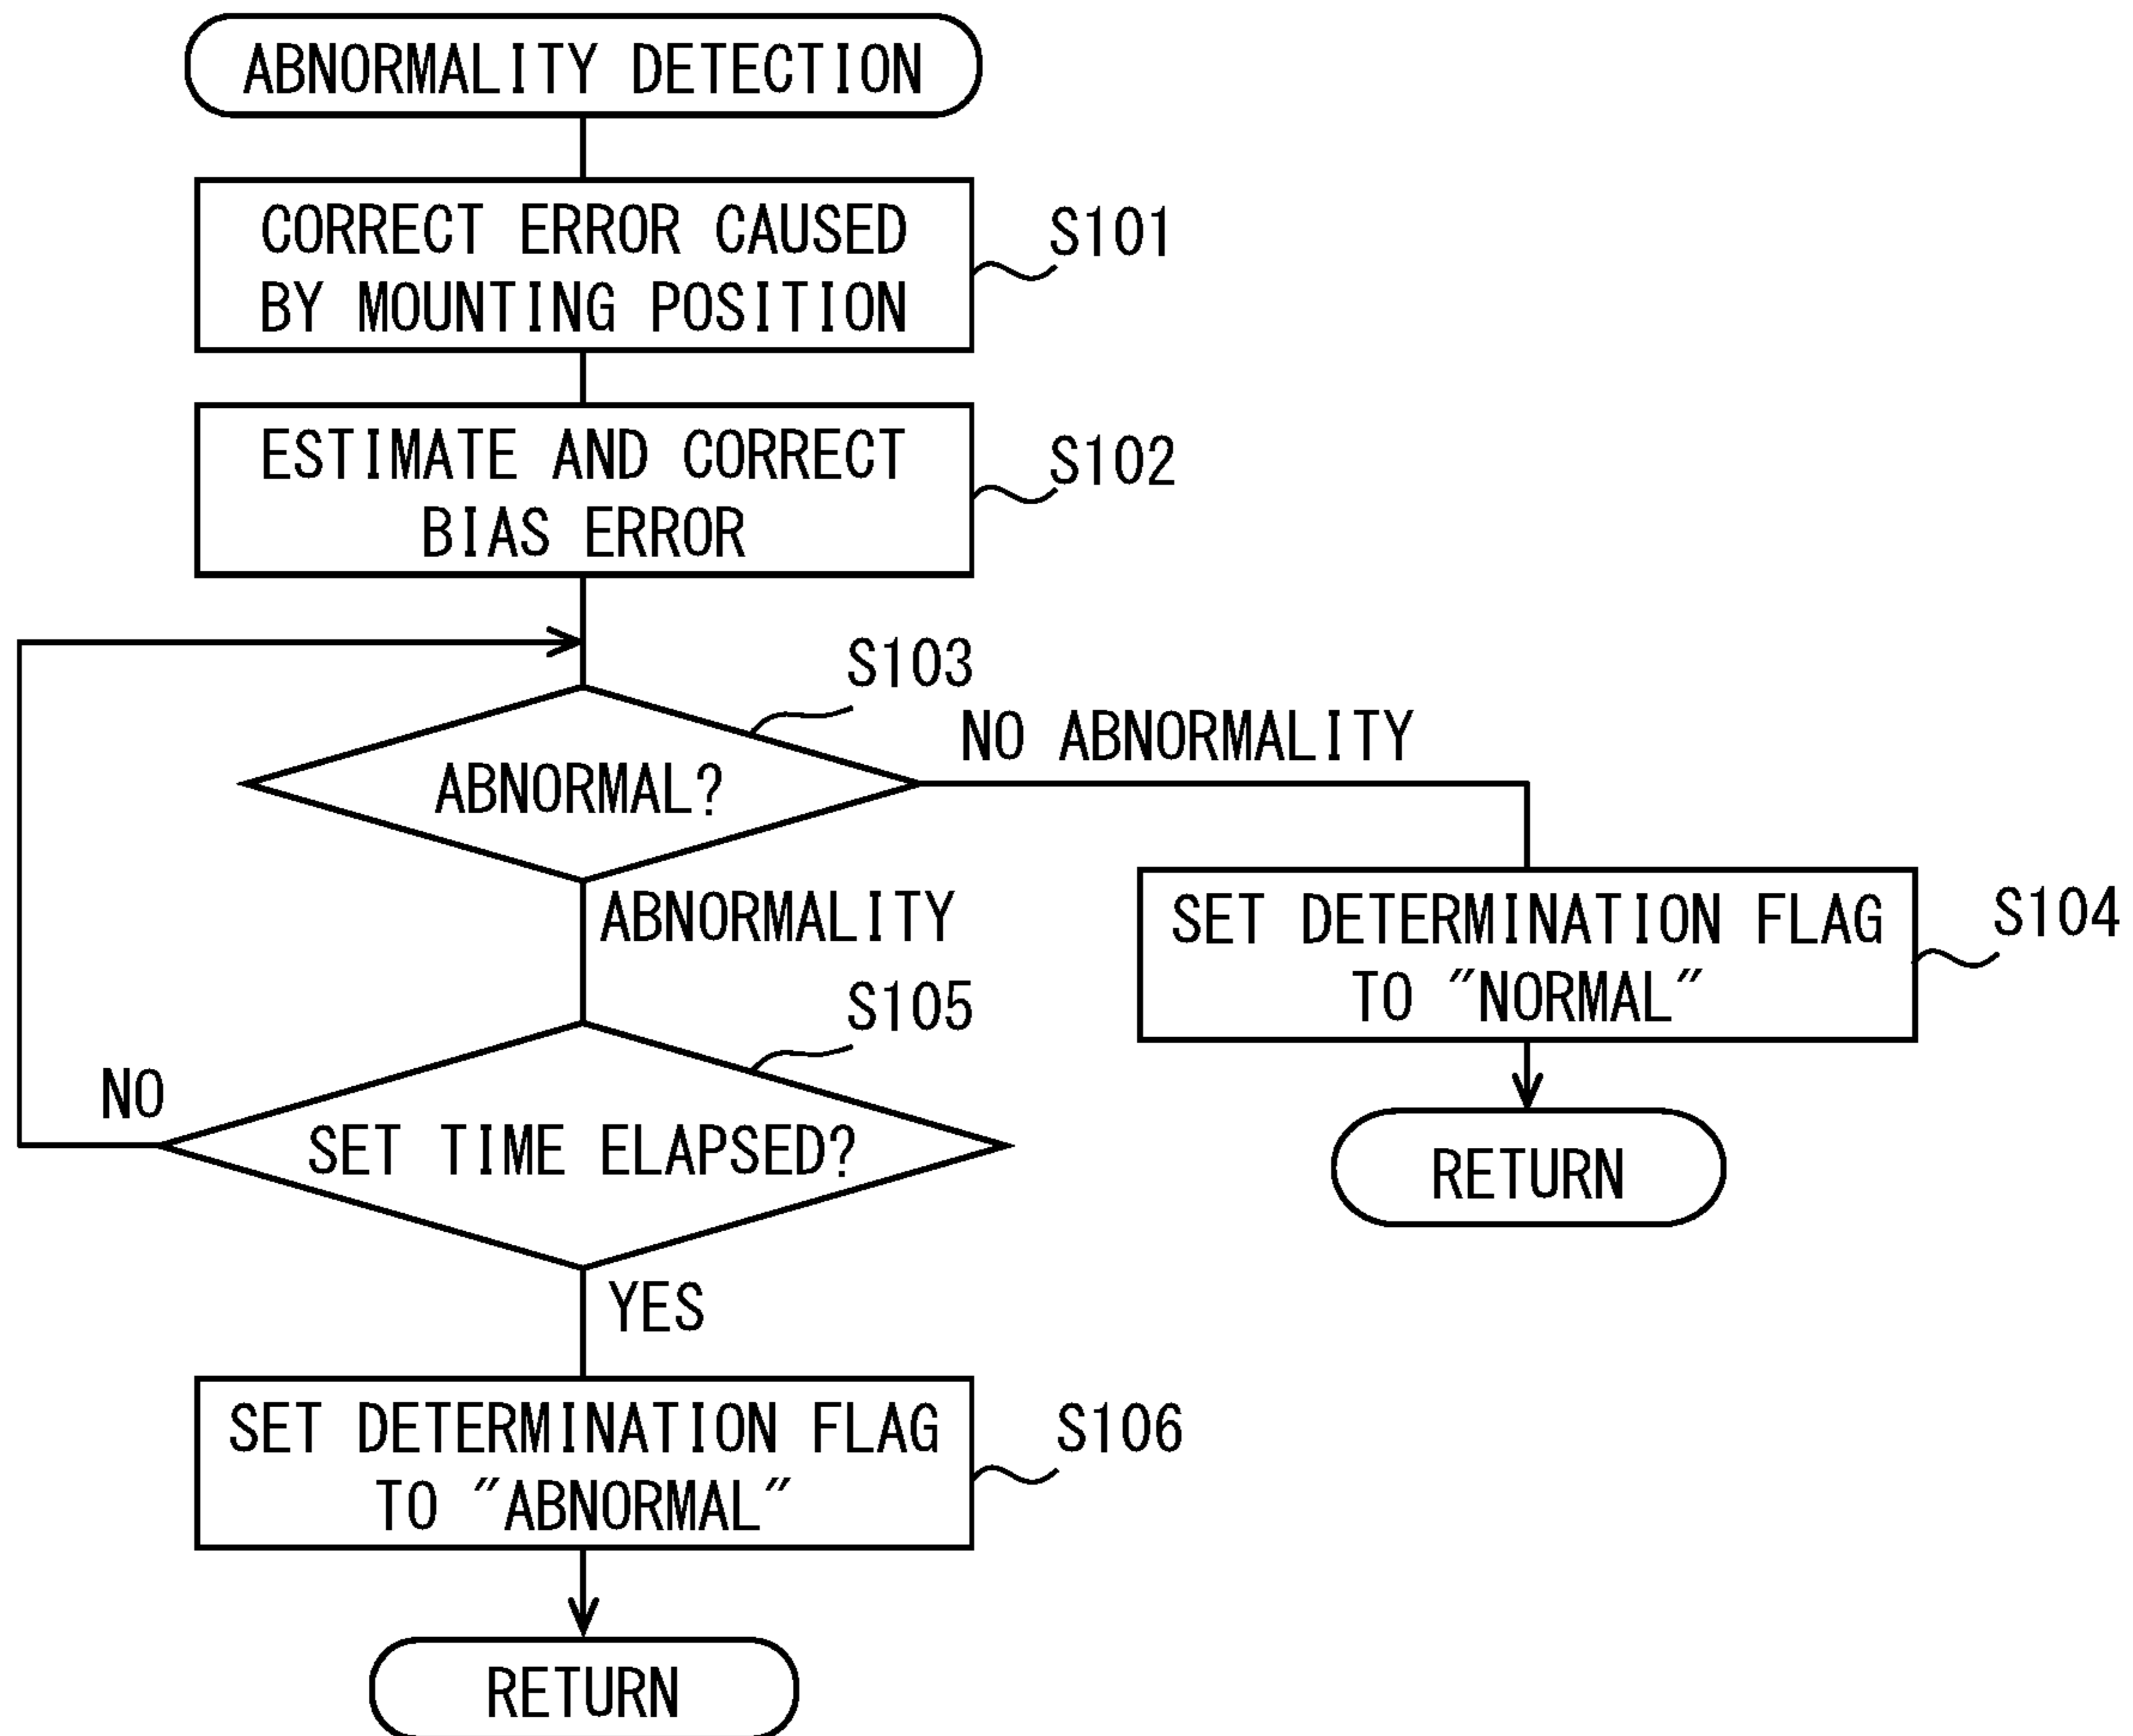 ABNORMALITY DETECTION
CORRECT ERROR CAUSED
BY MOUNTING POSITION
S101
ESTIMATE AND CORRECT
BIAS ERROR
S102
S103
ABNORMAL?
NO ABNORMALITY
ABNORMALITY
SET DETERMINATION FLAG
TO "NORMAL"
S104
RETURN
S105
SET TIME ELAPSED?
NO
YES
SET DETERMINATION FLAG
TO "ABNORMAL"
S106
RETURN